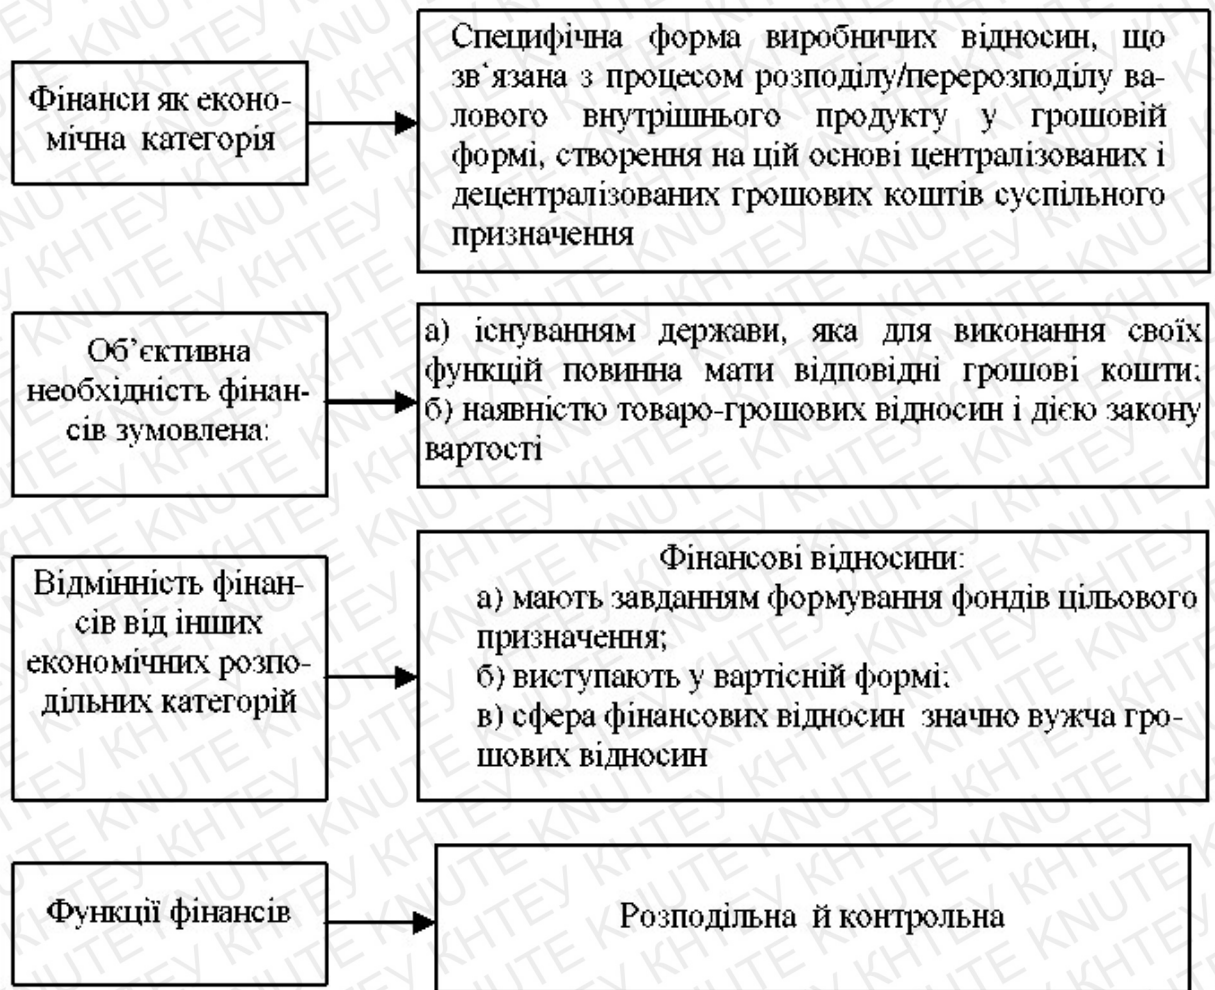 Фінанси як еконо-
мічна категорія
Специфічна форма виробничих відносин, що
зв‘язана з процесом розподілу/перерозподілу ва-
лового внутрішнього продукту у грошовій
формі, створення на цій основі централізованих і
децентралізованих грошових коштів суспільного
призначення
Об’єктивна
необхідність фінан-
сів зумовлена:
а) існуванням держави, яка для виконання своїх
функцій повинна мати відповідні грошові кошти;
б) наявністю товаро-грошових відносин і дією закону
вартості
Відмінність фінан-
сів від інших
економічних розпо-
дільних категорій
Фінансові відносини:
а) мають завданням формування фондів цільового
призначення;
б) виступають у вартісній формі;
в) сфера фінансових відносин значно вужча гро-
шових відносин
Функції фінансів
Розподільна й контрольна